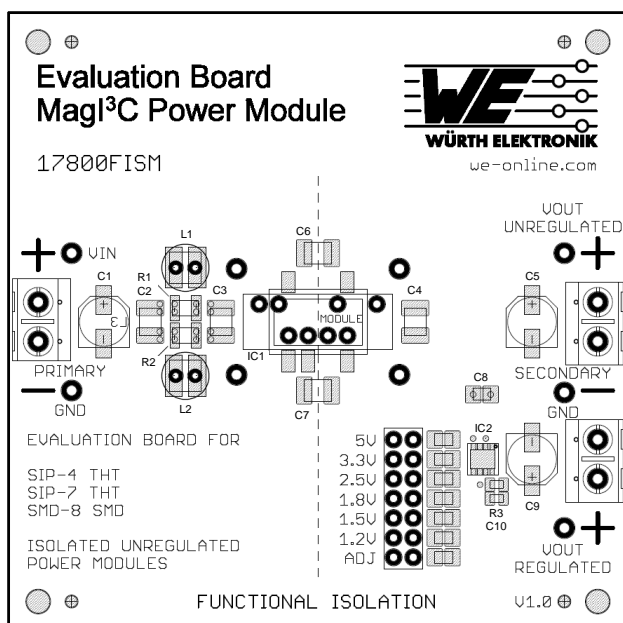 Evaluation Board
MagI³C Power Module
WE
WÜRTH ELEKTRONIK
17800FISM
we-online.com
L1
C6
VOUT
UNREGULATED
+
VIN
+
C1
R1
C2
C3
C4
C5
MODULE
L3
R2
IC1
PRIMARY
SECONDARY
L2
C7
C8
GND
GND
IC2
EVALUATION BOARD FOR
5V
3.3V
SIP-4 THT
2.5V
SIP-7 THT
1.8V
SMD-8 SMD
R3
C9
1.5V
C10
ISOLATED UNREGULATED
1.2V
POWER MODULES
ADJ
+
VOUT
REGULATED
FUNCTIONAL ISOLATION
V1.0